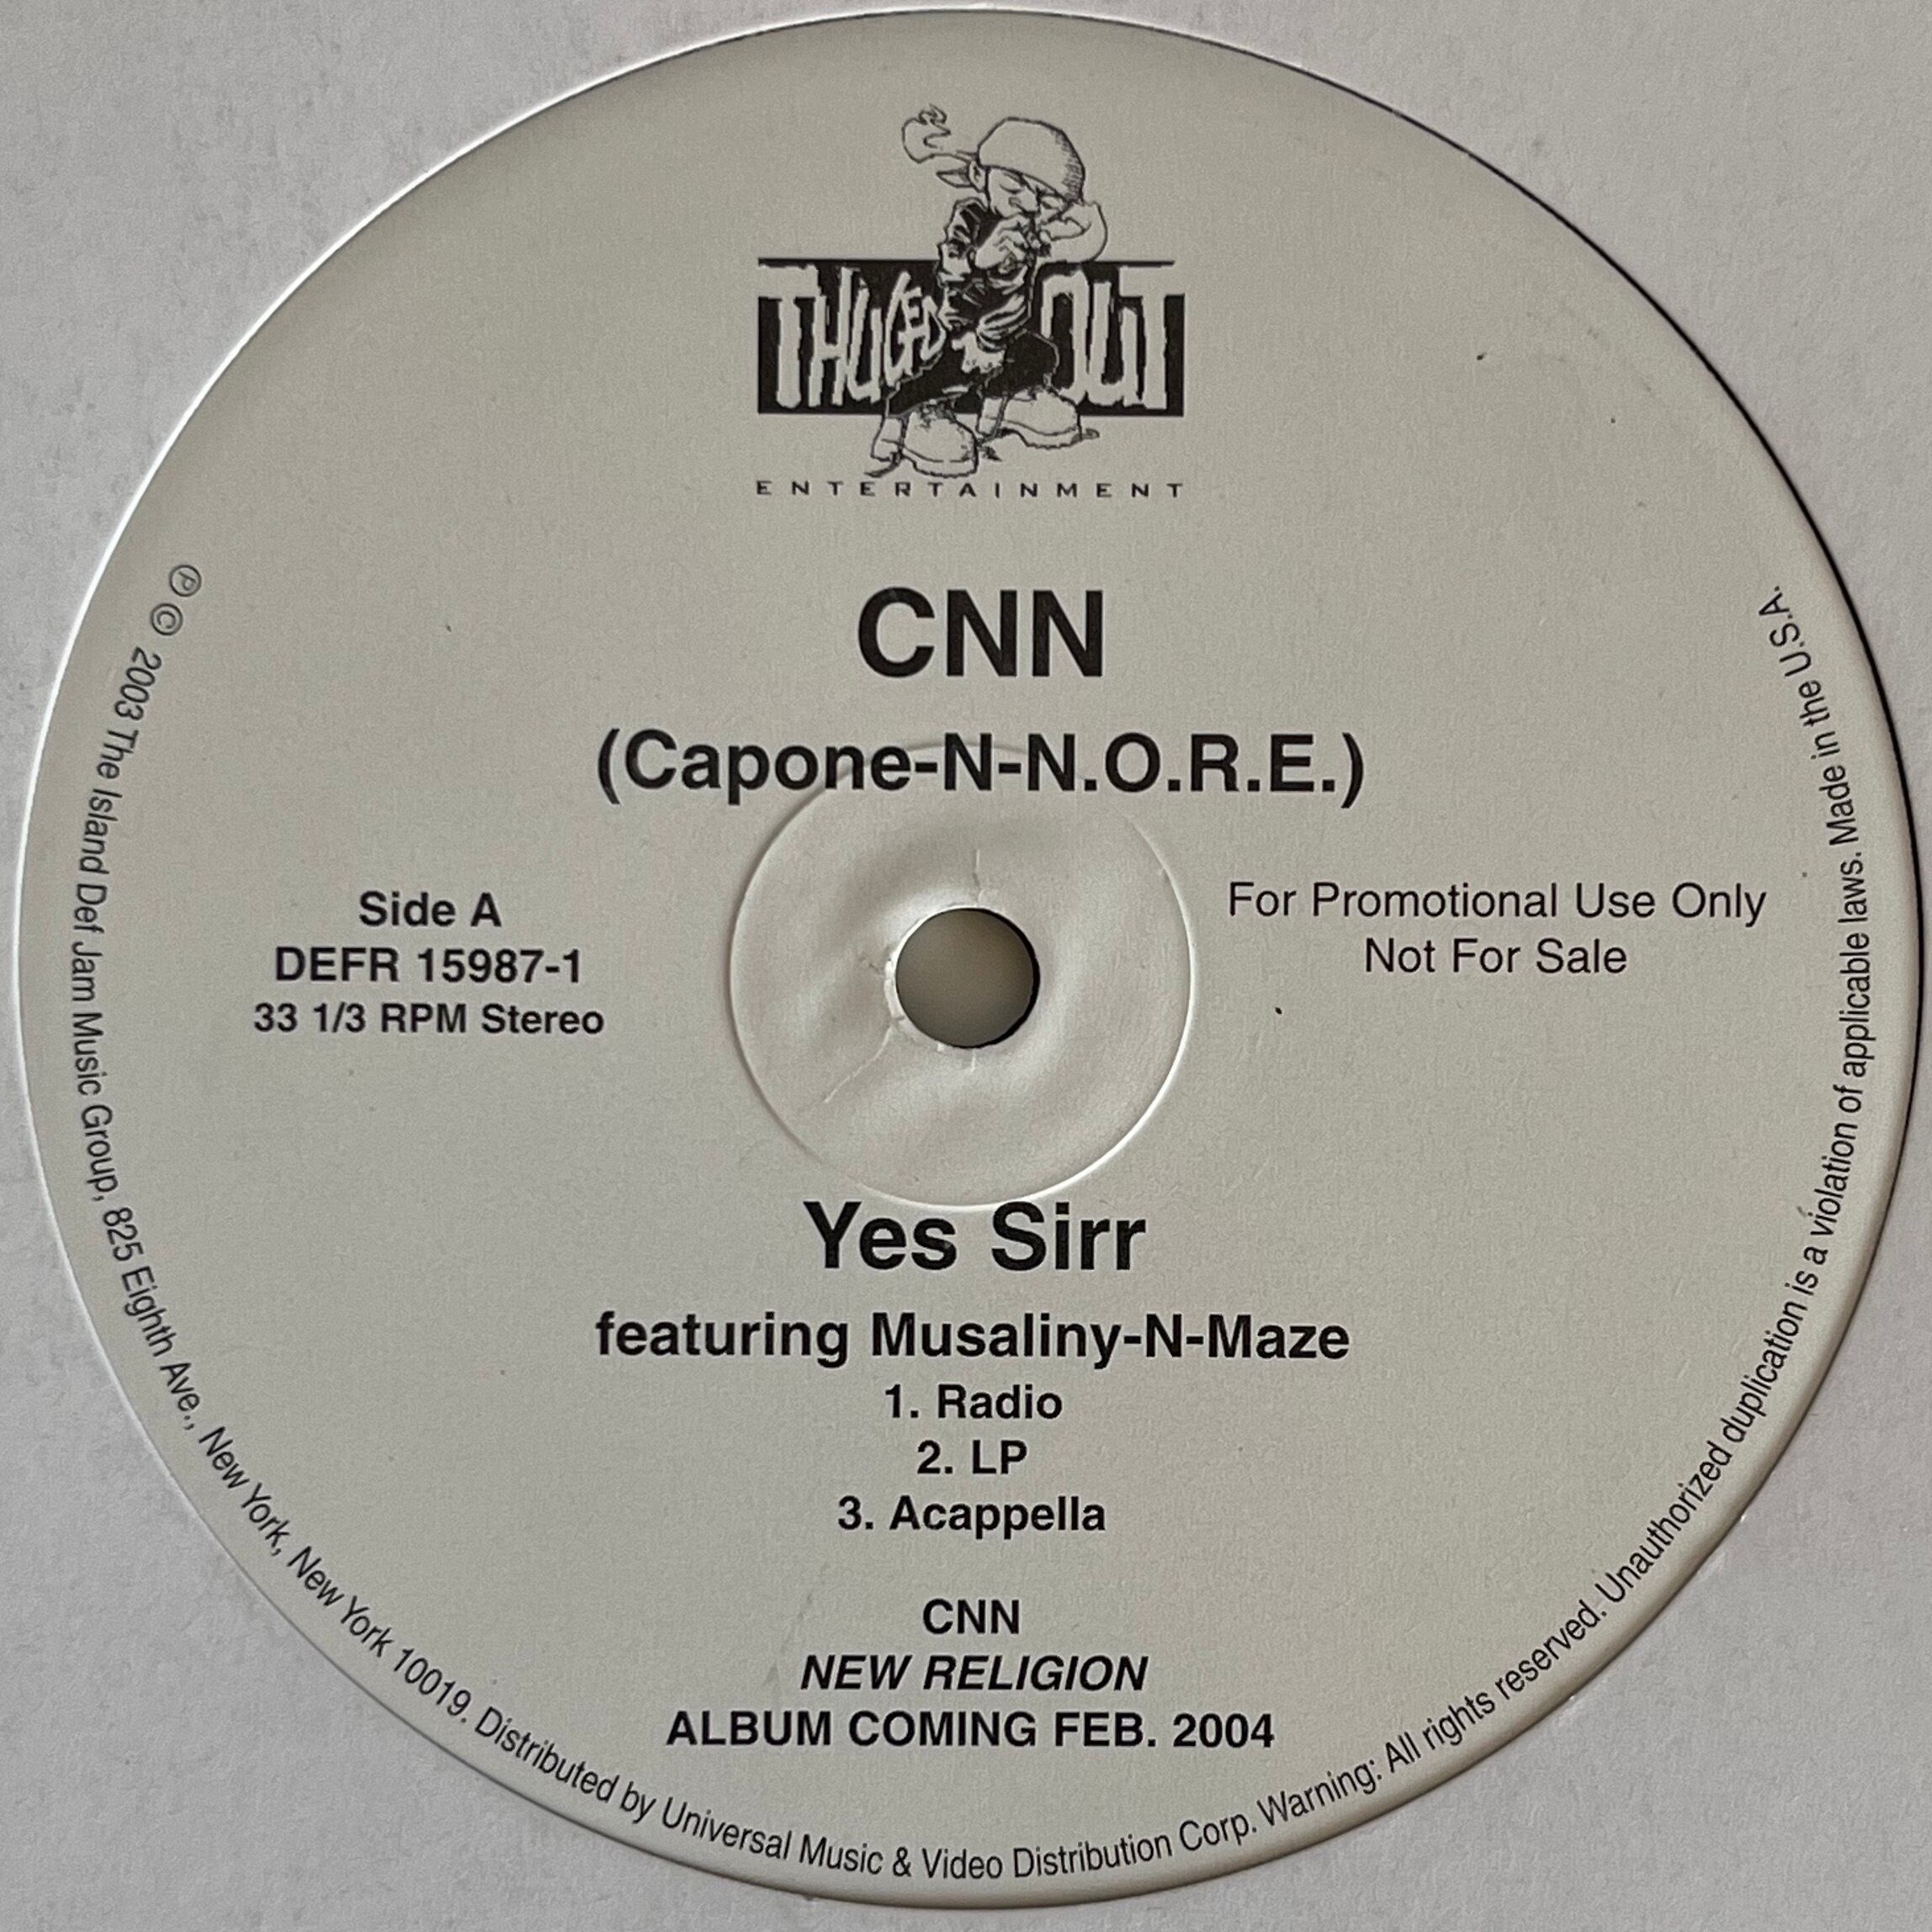 THUGED OUT
ENTERTAINMENT
CNN
(Capone-N-N.O.R.E.)
Side A
DEFR 15987-1
33 1/3 RPM Stereo
For Promotional Use Only
Not For Sale
Yes Sirr
featuring Musaliny-N-Maze
1. Radio
2. LP
3. Acappella
CNN
NEW RELIGION
ALBUM COMING FEB. 2004
℗ © 2003 The Island Def Jam Music Group, 825 Eighth Ave., New York, New York 10019. Distributed by Universal Music & Video Distribution Corp. Warning: All rights reserved. Unauthorized duplication is a violation of applicable laws. Made in the U.S.A.